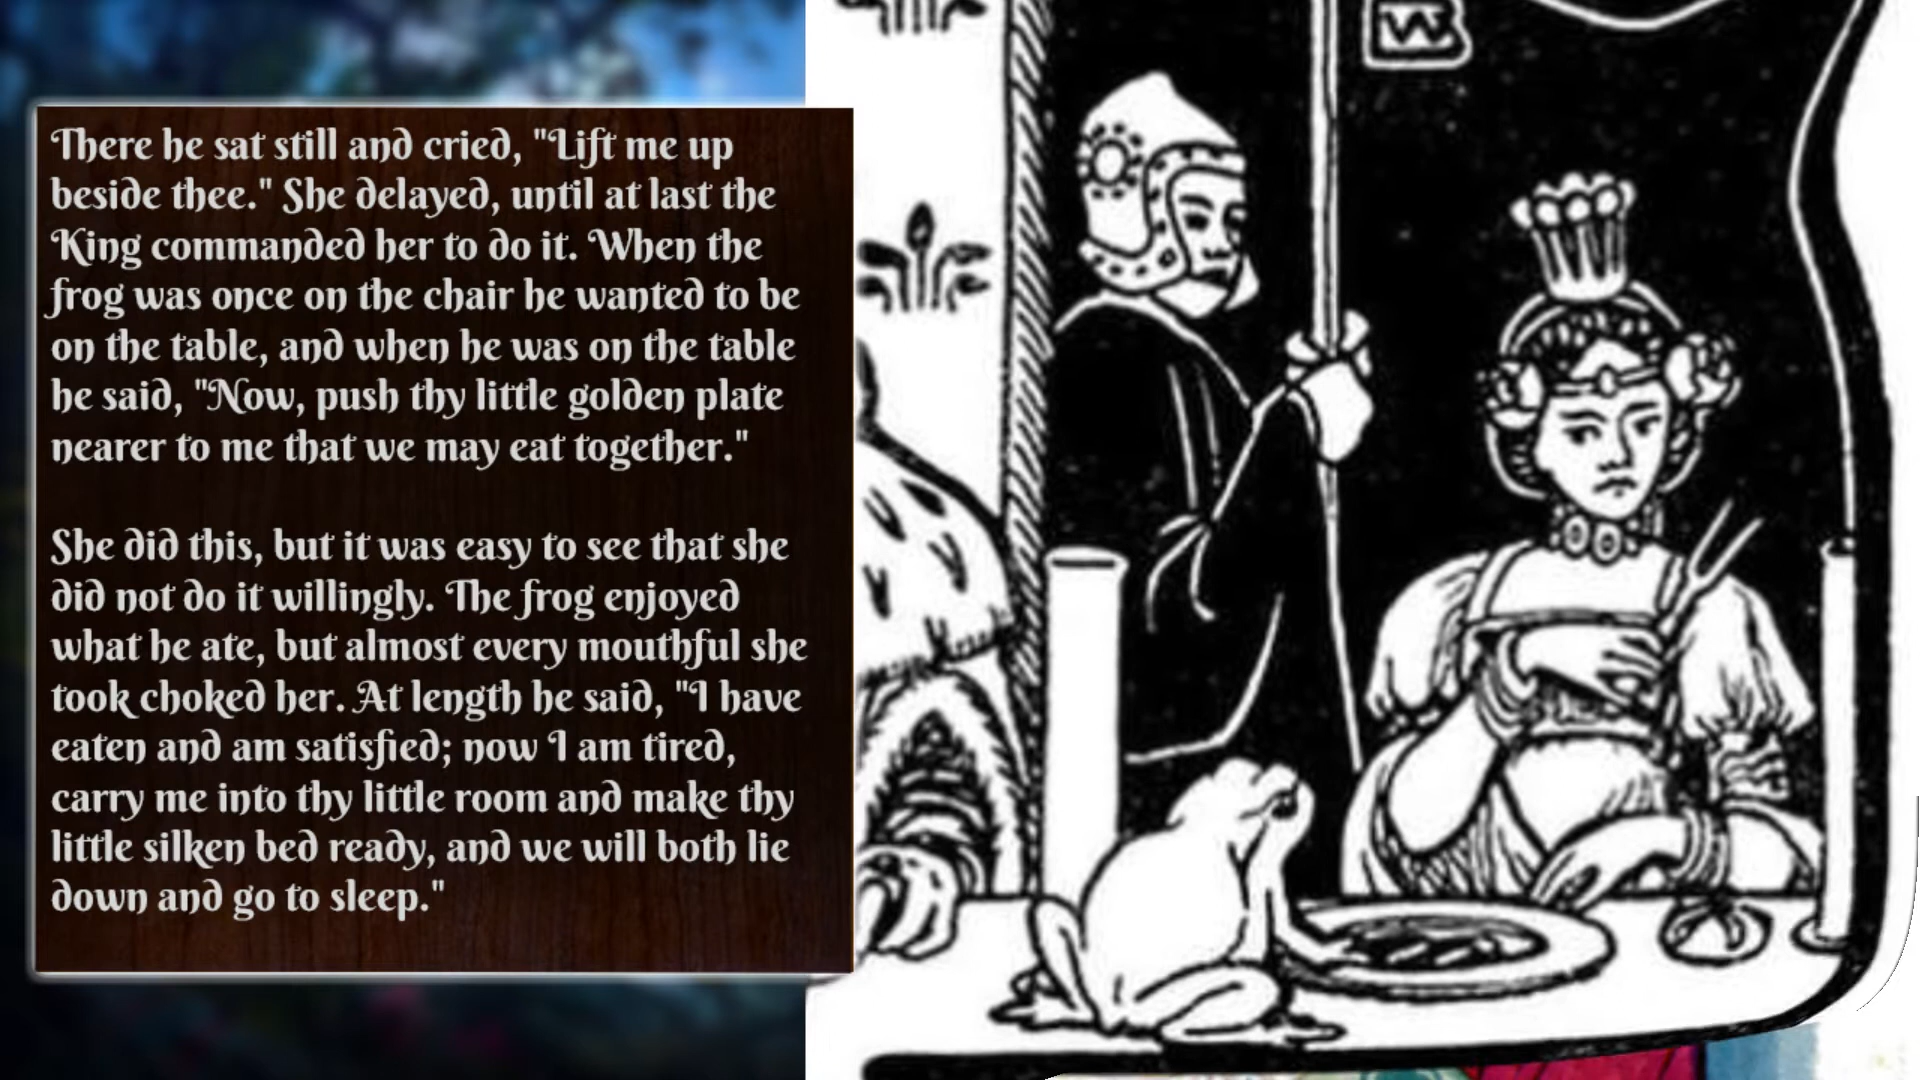 There he sat still and cried, "Lift me up
beside thee." She delayed, until at last the
King commanded her to do it. When the
frog was once on the chair he wanted to be
on the table, and when he was on the table
he said, "Now, push thy little golden plate
nearer to me that we may eat together."
She did this, but it was easy to see that she
did not do it willingly. The frog enjoyed
what he ate, but almost every mouthful she
took choked her. At length he said, "I have
eaten and am satisfied; now I am tired,
carry me into thy little room and make thy
little silken bed ready, and we will both lie
down and go to sleep."
W